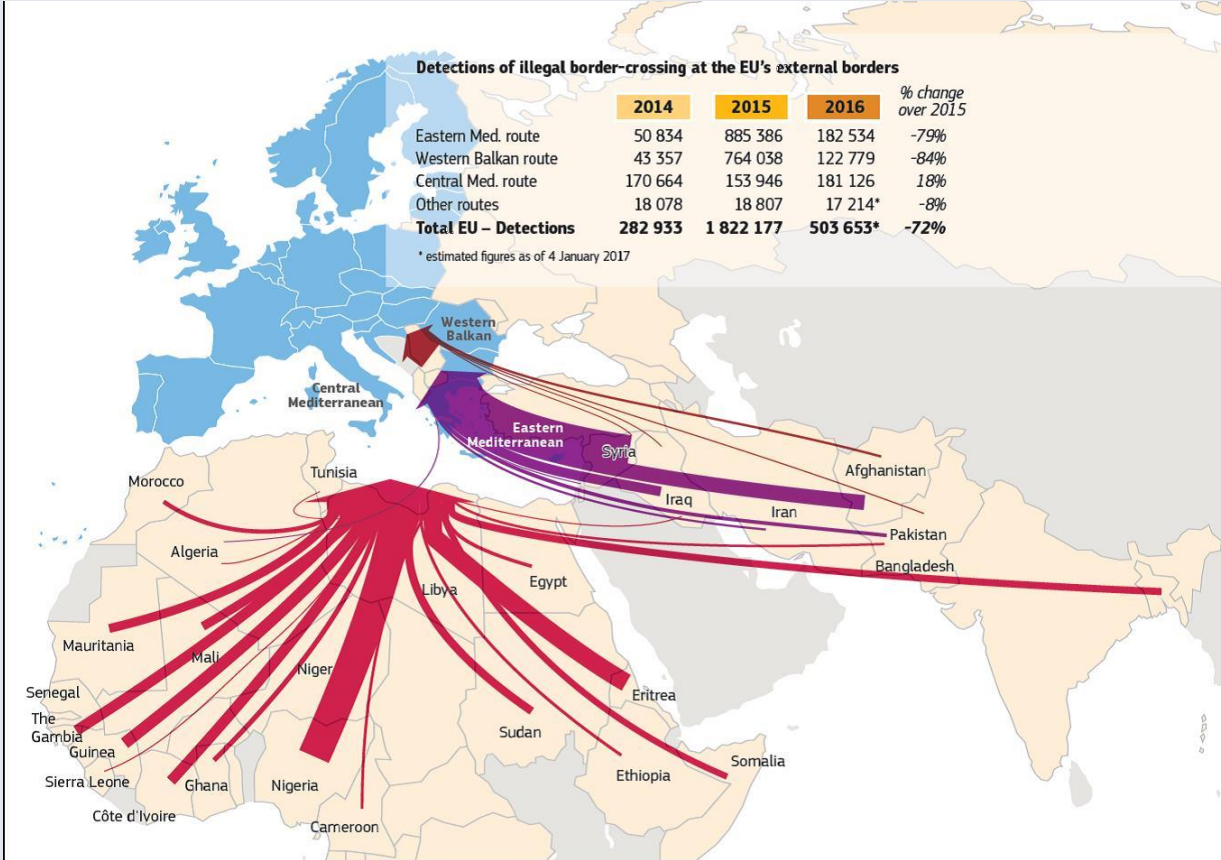 Detections of illegal border-crossing at the EU's external borders
2014 2015 2016 % change over 2015
Eastern Med. route 50 834 885 386 182 534 -79%
Western Balkan route 43 357 764 038 122 779 -84%
Central Med. route 170 664 153 946 181 126 18%
Other routes 18 078 18 807 17 214* -8%
Total EU – Detections 282 933 1 822 177 503 653* -72%
* estimated figures as of 4 January 2017
Western
Balkan
Central
Mediterranean
Eastern
Mediterranean
Syria
Afghanistan
Tunisia
Morocco
Iraq
Iran
Pakistan
Algeria
Bangladesh
Egypt
Libya
Mauritania
Mali
Niger
Senegal
Eritrea
The
Gambia
Sudan
Guinea
Somalia
Ethiopia
Sierra Leone
Ghana
Nigeria
Côte d'Ivoire
Cameroon